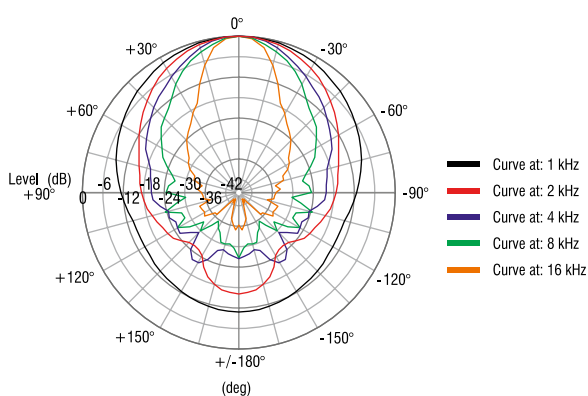 0°
+30°
-30°
+60°
-60°
Level (dB)
+90°
0
-6
-12
-18
-24
-30
-36
-42
-90°
+120°
-120°
+150°
-150°
+/-180°
(deg)
Curve at: 1 kHz
Curve at: 2 kHz
Curve at: 4 kHz
Curve at: 8 kHz
Curve at: 16 kHz